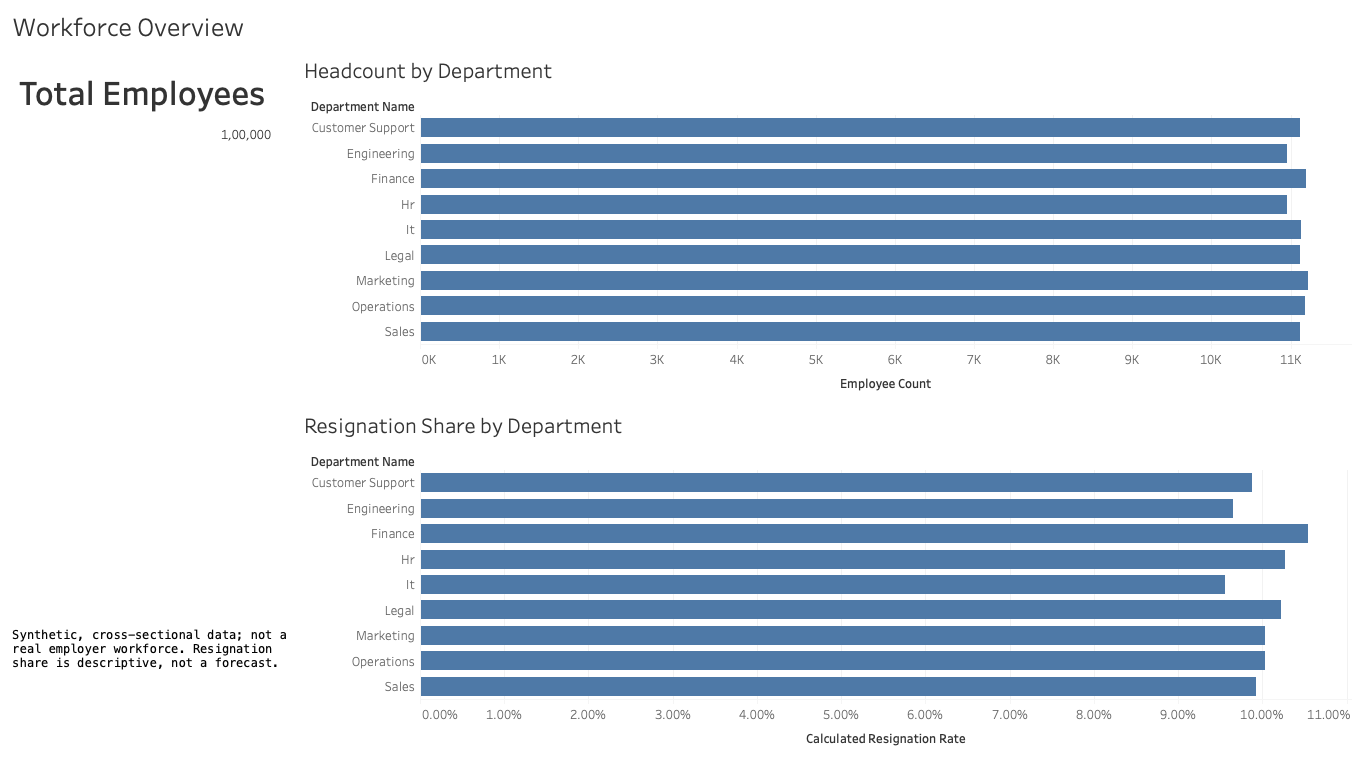 Workforce Overview
Total Employees
1,00,000
Headcount by Department
Department Name
Customer Support
Engineering
Finance
Hr
It
Legal
Marketing
Operations
Sales
0K 1K 2K 3K 4K 5K 6K 7K 8K 9K 10K 11K
Employee Count
Resignation Share by Department
Department Name
Customer Support
Engineering
Finance
Hr
It
Legal
Marketing
Operations
Sales
0.00% 1.00% 2.00% 3.00% 4.00% 5.00% 6.00% 7.00% 8.00% 9.00% 10.00% 11.00%
Calculated Resignation Rate
Synthetic, cross-sectional data; not a
real employer workforce. Resignation
share is descriptive, not a forecast.